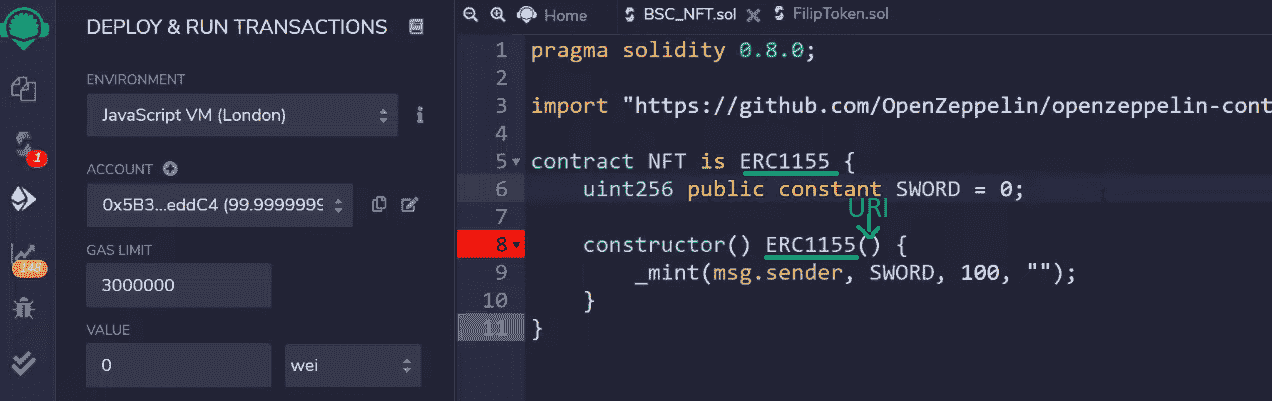 DEPLOY & RUN TRANSACTIONS
Home
BSC_NFT.sol
FilipToken.sol
ENVIRONMENT
JavaScript VM (London)
ACCOUNT
0x5B3...eddC4 (99.9999999
GAS LIMIT
3000000
VALUE
0
wei
1
1 pragma solidity 0.8.0;
2
3 import "https://github.com/OpenZeppelin/openzeppelin-cont
4
5 contract NFT is ERC1155 {
6 uint256 public constant SWORD = 0;
7
URI
8 constructor() ERC1155() {
9 _mint(msg.sender, SWORD, 100, "");
10 }
11 }